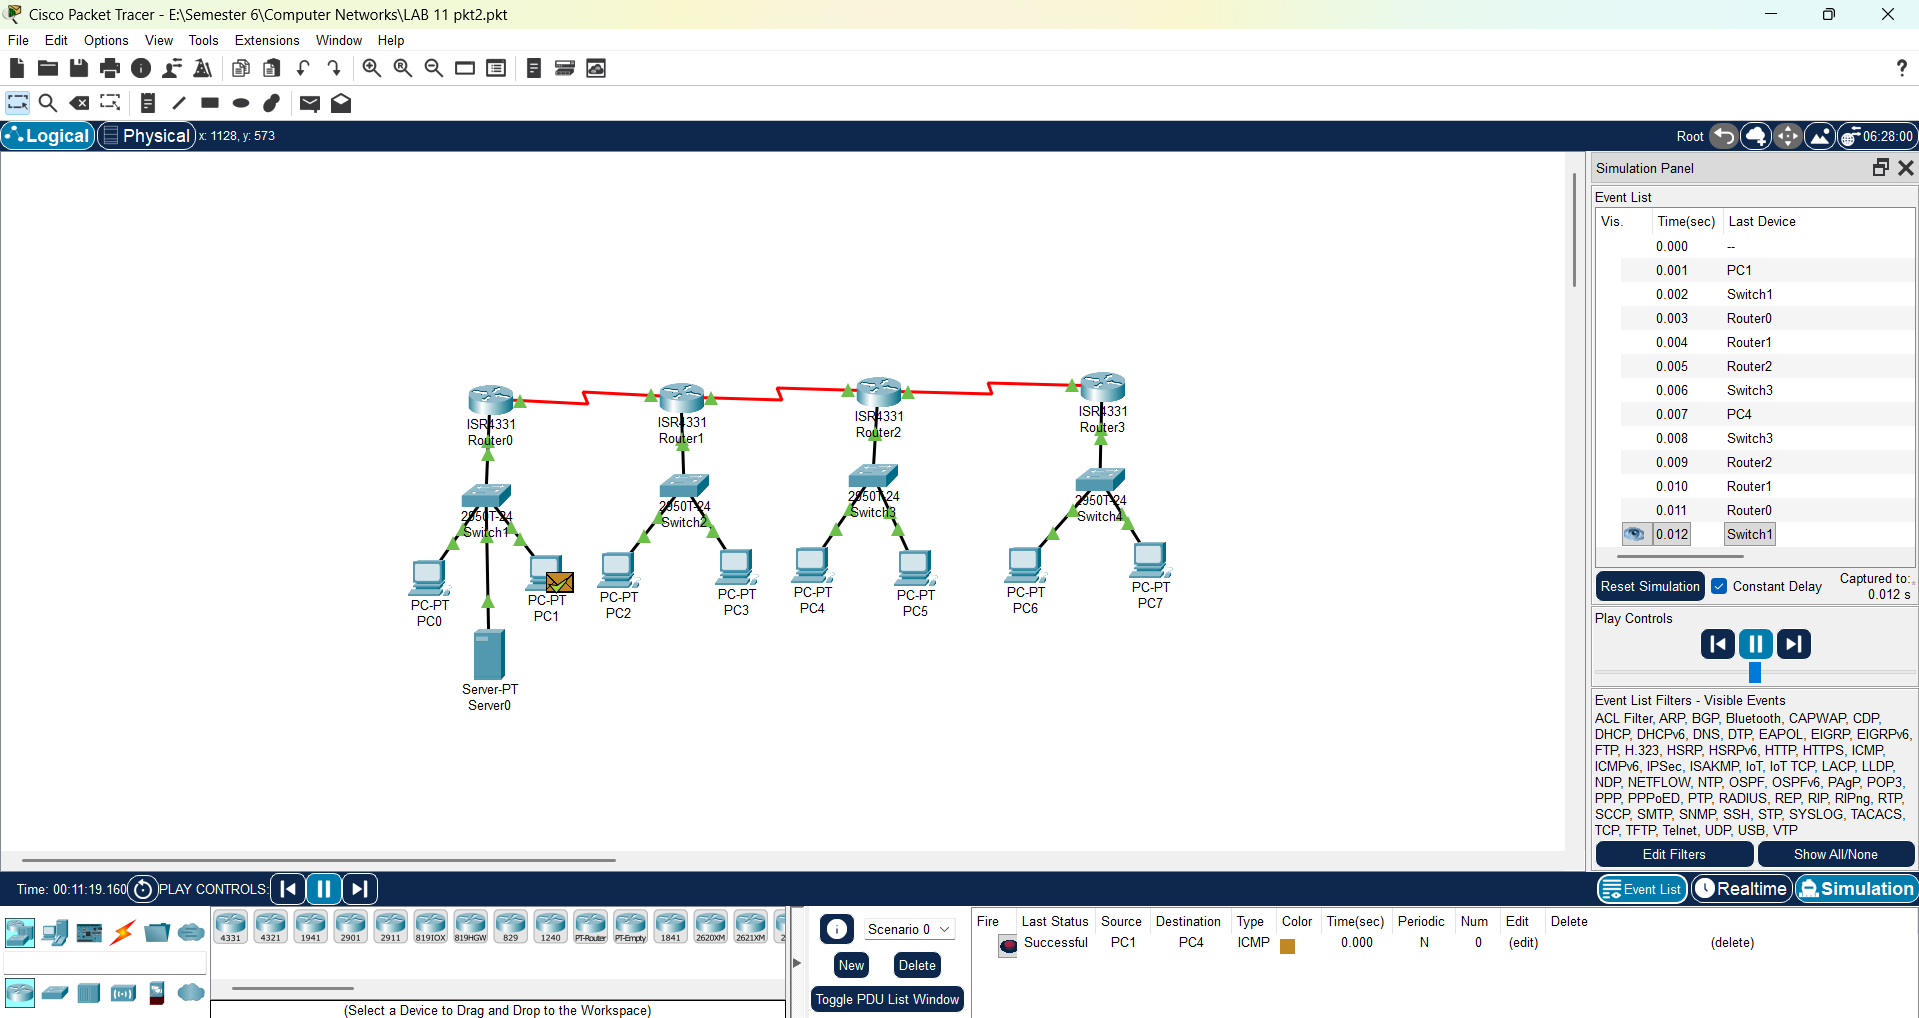 Cisco Packet Tracer - E:\Semester 6\Computer Networks\LAB 11 pkt2.pkt
File Edit Options View Tools Extensions Window Help
Logical Physical x: 1128, y: 573
Root 06:28:00
ISR4331
Router0
ISR4331
Router1
ISR4331
Router2
ISR4331
Router3
2950T-24
Switch1
2950T-24
Switch2
2950T-24
Switch3
2950T-24
Switch4
PC-PT
PC0
PC-PT
PC1
PC-PT
PC2
PC-PT
PC3
PC-PT
PC4
PC-PT
PC5
PC-PT
PC6
PC-PT
PC7
Server-PT
Server0
Simulation Panel
Event List
Vis. Time(sec) Last Device
0.000 --
0.001 PC1
0.002 Switch1
0.003 Router0
0.004 Router1
0.005 Router2
0.006 Switch3
0.007 PC4
0.008 Switch3
0.009 Router2
0.010 Router1
0.011 Router0
0.012 Switch1
Reset Simulation Constant Delay Captured to:
0.012 s
Play Controls
Event List Filters - Visible Events
ACL Filter, ARP, BGP, Bluetooth, CAPWAP, CDP,
DHCP, DHCPv6, DNS, DTP, EAPOL, EIGRP, EIGRPv6,
FTP, H.323, HSRP, HSRPv6, HTTP, HTTPS, ICMP,
ICMPv6, IPSec, ISAKMP, IoT, IoT TCP, LACP, LLDP,
NDP, NETFLOW, NTP, OSPF, OSPFv6, PAgP, POP3,
PPP, PPPoED, PTP, RADIUS, REP, RIP, RIPng, RTP,
SCCP, SMTP, SNMP, SSH, STP, SYSLOG, TACACS,
TCP, TFTP, Telnet, UDP, USB, VTP
Edit Filters Show All/None
Time: 00:11:19.160 PLAY CONTROLS:
Event List Realtime Simulation
4331 4321 1941 2901 2911 819IOX 819HGW 829 1240 PT-Router PT-Empty 1841 2620XM 2621XM 2
(Select a Device to Drag and Drop to the Workspace)
Scenario 0
New Delete
Toggle PDU List Window
Fire Last Status Source Destination Type Color Time(sec) Periodic Num Edit Delete
Successful PC1 PC4 ICMP 0.000 N 0 (edit) (delete)